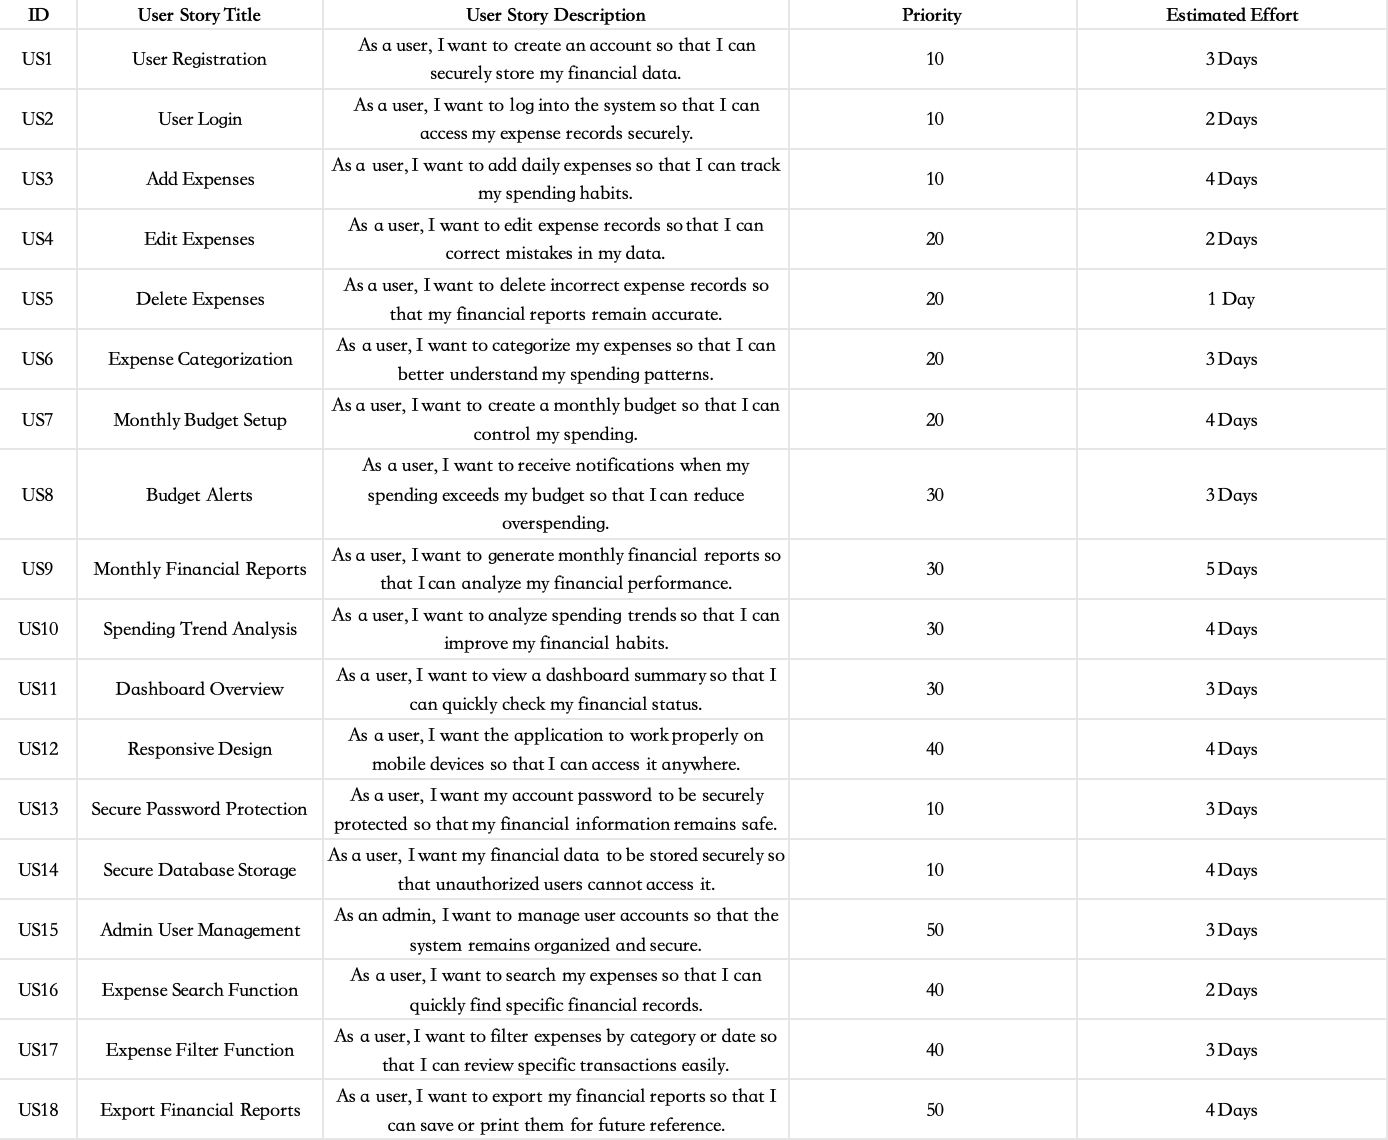 ID User Story Title User Story Description Priority Estimated Effort
US1 User Registration As a user, I want to create an account so that I can securely store my financial data. 10 3 Days
US2 User Login As a user, I want to log into the system so that I can access my expense records securely. 10 2 Days
US3 Add Expenses As a user, I want to add daily expenses so that I can track my spending habits. 10 4 Days
US4 Edit Expenses As a user, I want to edit expense records so that I can correct mistakes in my data. 20 2 Days
US5 Delete Expenses As a user, I want to delete incorrect expense records so that my financial reports remain accurate. 20 1 Day
US6 Expense Categorization As a user, I want to categorize my expenses so that I can better understand my spending patterns. 20 3 Days
US7 Monthly Budget Setup As a user, I want to create a monthly budget so that I can control my spending. 20 4 Days
US8 Budget Alerts As a user, I want to receive notifications when my spending exceeds my budget so that I can reduce overspending. 30 3 Days
US9 Monthly Financial Reports As a user, I want to generate monthly financial reports so that I can analyze my financial performance. 30 5 Days
US10 Spending Trend Analysis As a user, I want to analyze spending trends so that I can improve my financial habits. 30 4 Days
US11 Dashboard Overview As a user, I want to view a dashboard summary so that I can quickly check my financial status. 30 3 Days
US12 Responsive Design As a user, I want the application to work properly on mobile devices so that I can access it anywhere. 40 4 Days
US13 Secure Password Protection As a user, I want my account password to be securely protected so that my financial information remains safe. 10 3 Days
US14 Secure Database Storage As a user, I want my financial data to be stored securely so that unauthorized users cannot access it. 10 4 Days
US15 Admin User Management As an admin, I want to manage user accounts so that the system remains organized and secure. 50 3 Days
US16 Expense Search Function As a user, I want to search my expenses so that I can quickly find specific financial records. 40 2 Days
US17 Expense Filter Function As a user, I want to filter expenses by category or date so that I can review specific transactions easily. 40 3 Days
US18 Export Financial Reports As a user, I want to export my financial reports so that I can save or print them for future reference. 50 4 Days